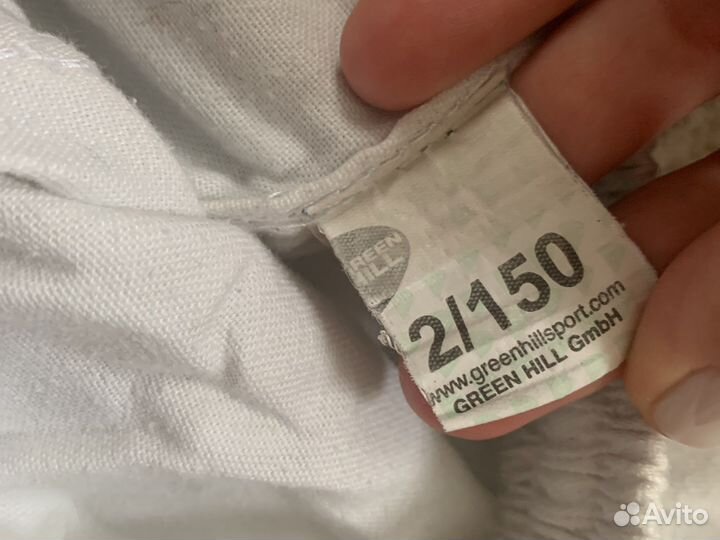 GREEN
HILL
2/150
www.greenhillsport.com
GREEN HILL GmbH
Avito